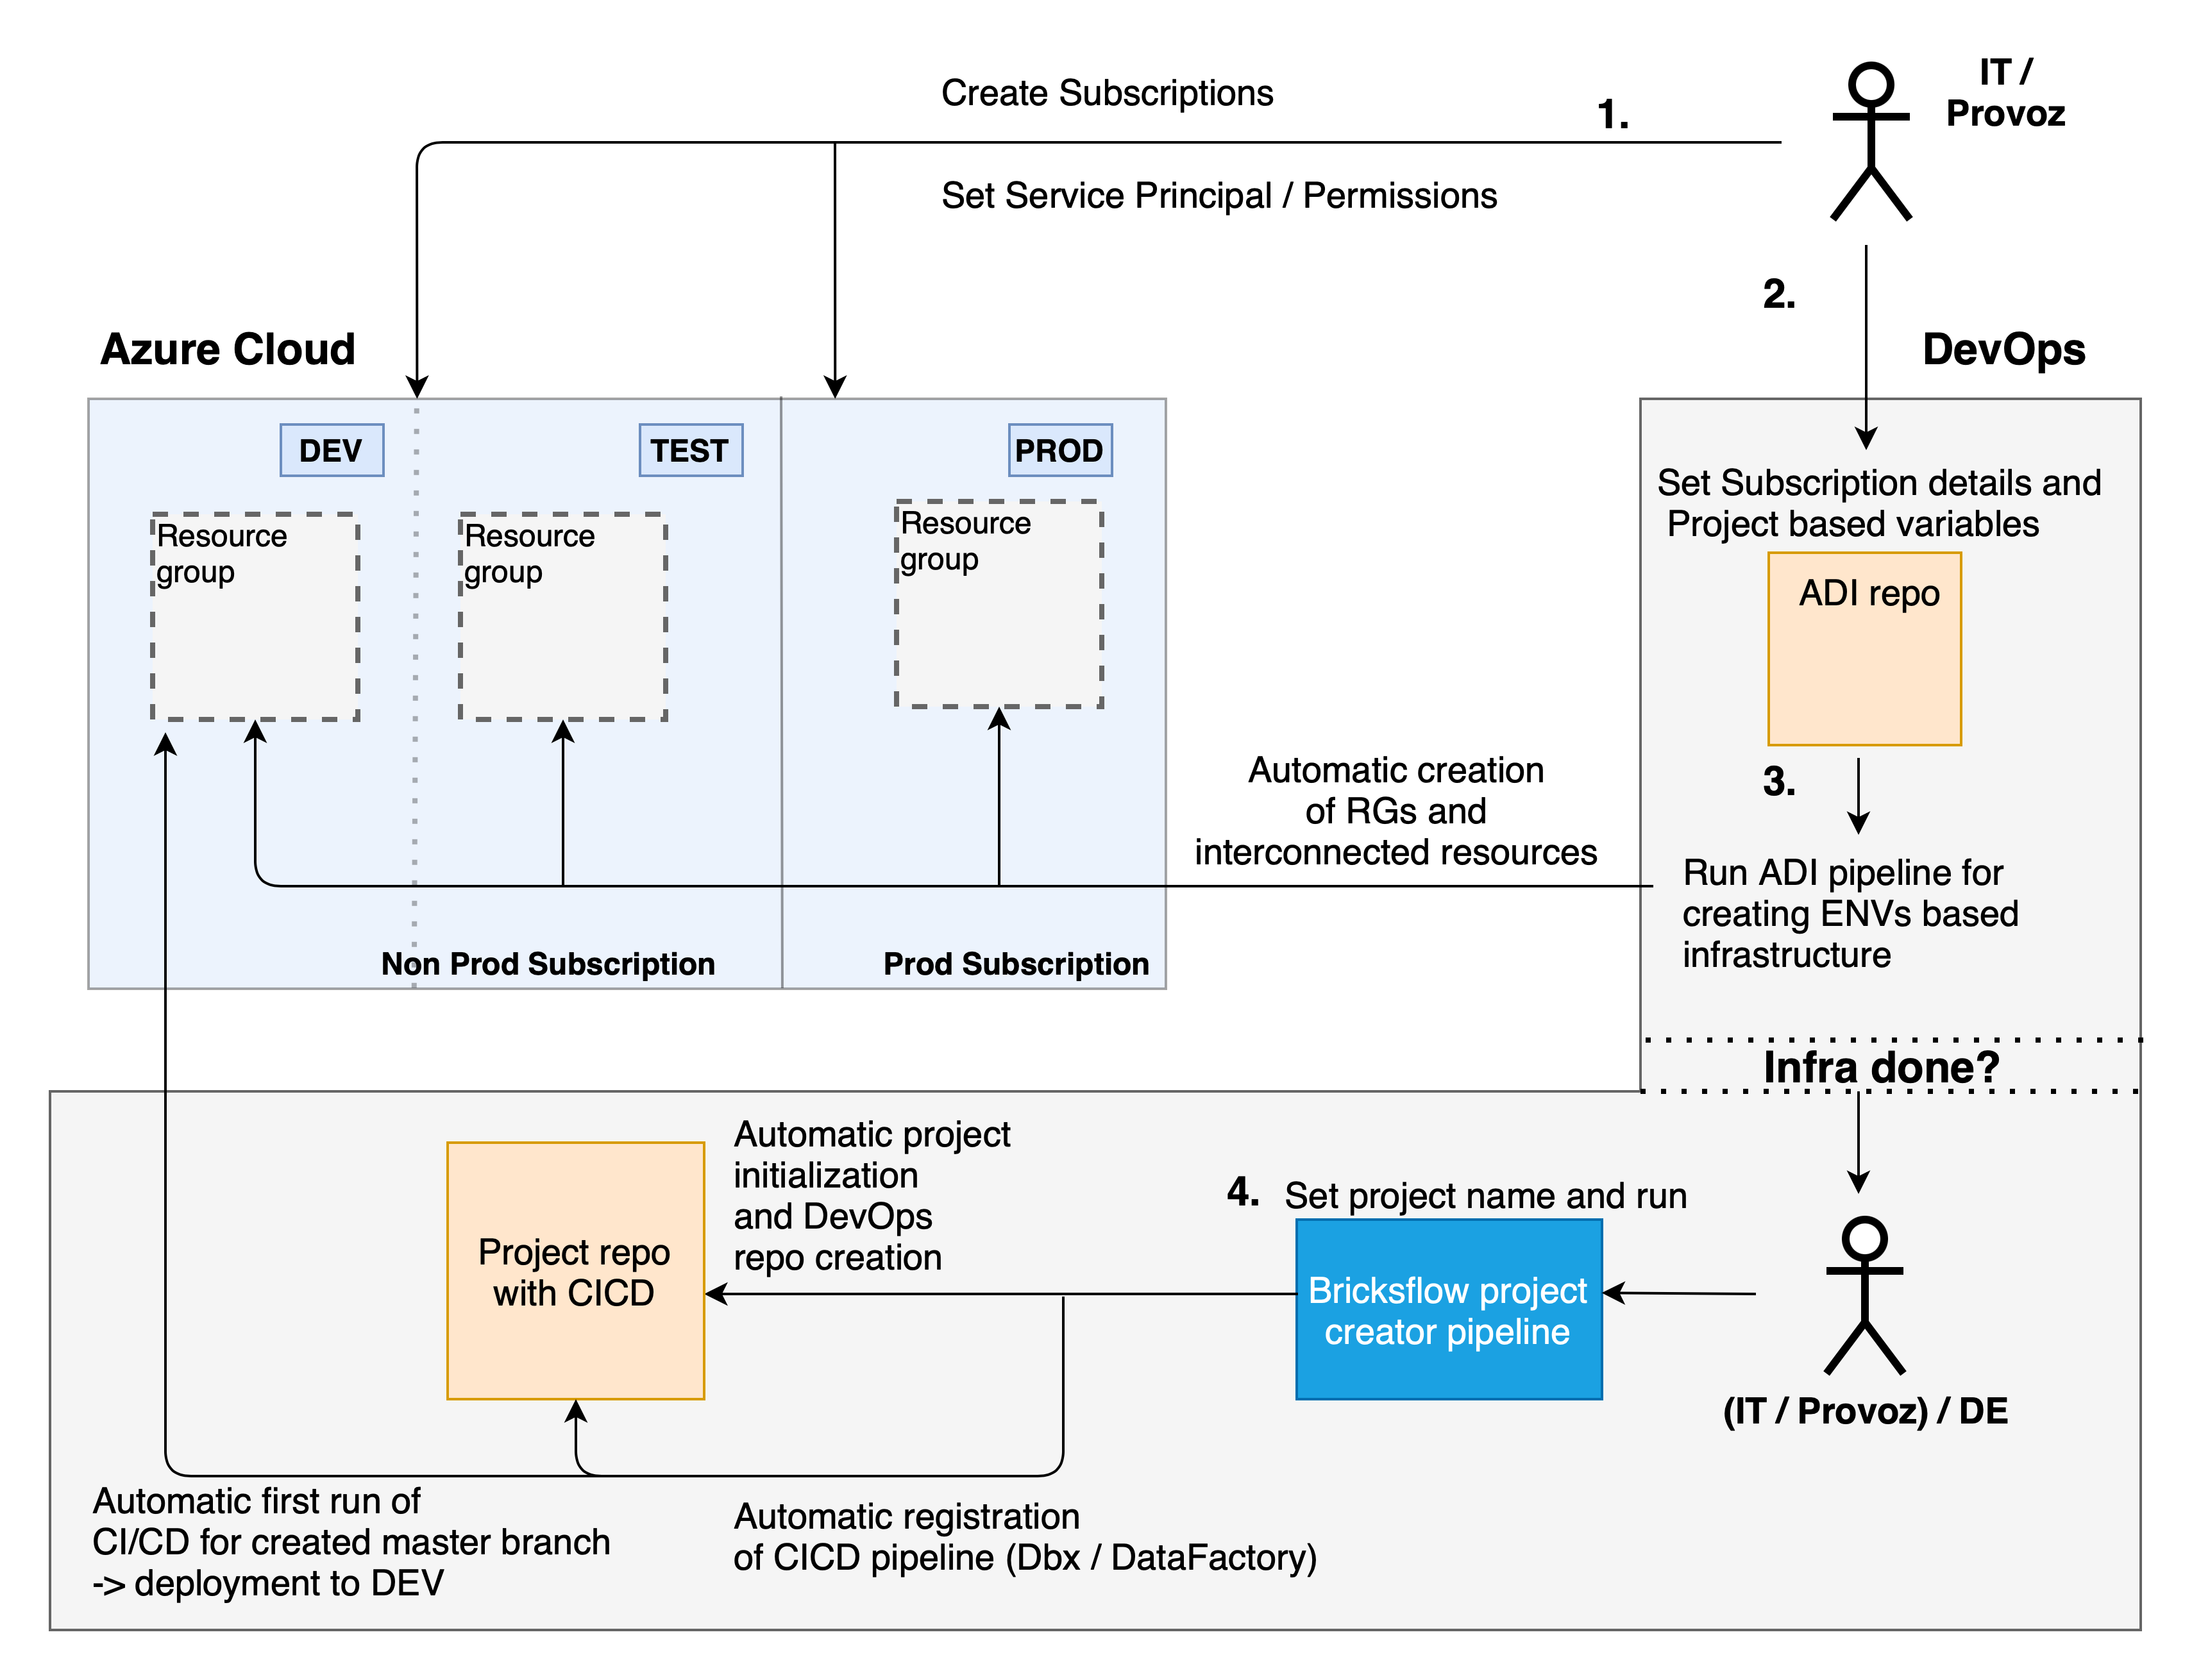 IT /
Provoz
Create Subscriptions
1.
Set Service Principal / Permissions
2.
Azure Cloud
DevOps
DEV
TEST
PROD
Resource
group
Resource
group
Resource
group
Set Subscription details and
Project based variables
ADI repo
3.
Automatic creation
of RGs and
interconnected resources
Run ADI pipeline for
creating ENVs based
infrastructure
Non Prod Subscription
Prod Subscription
Infra done?
Automatic project
initialization
and DevOps
repo creation
4.
Set project name and run
Project repo
with CICD
Bricksflow project
creator pipeline
(IT / Provoz) / DE
Automatic first run of
CI/CD for created master branch
-> deployment to DEV
Automatic registration
of CICD pipeline (Dbx / DataFactory)